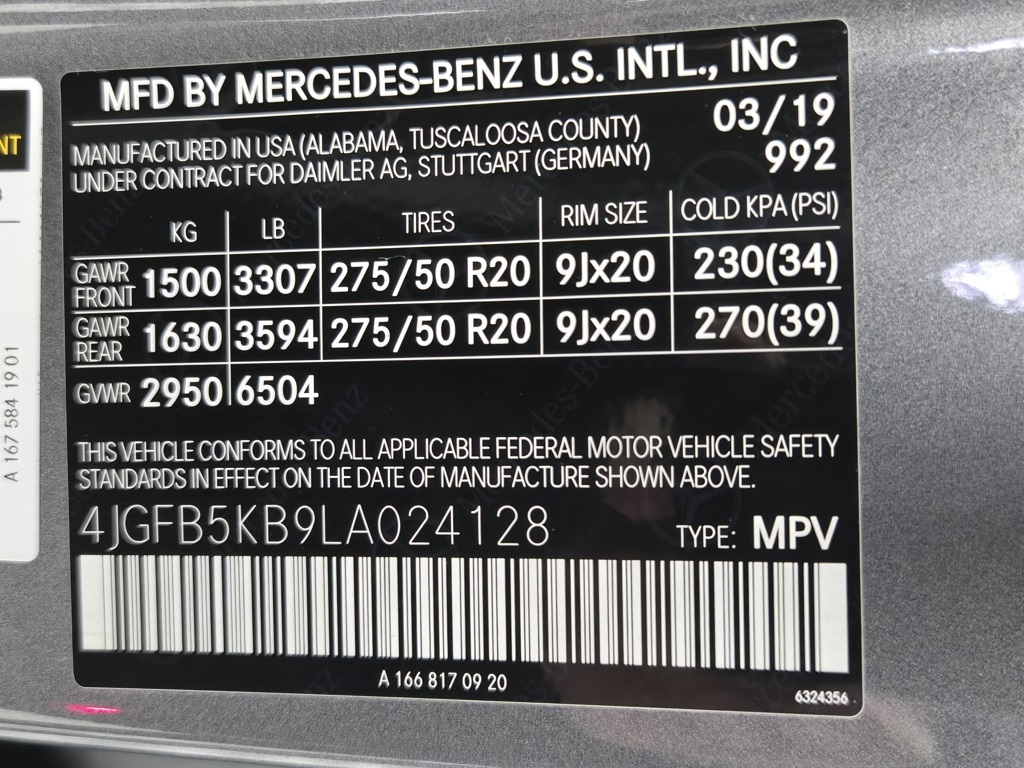 MFD BY MERCEDES-BENZ U.S. INTL., INC
03/19
MANUFACTURED IN USA (ALABAMA, TUSCALOOSA COUNTY)
UNDER CONTRACT FOR DAIMLER AG, STUTTGART (GERMANY)
992
KG LB TIRES RIM SIZE COLD KPA (PSI)
GAWR FRONT 1500 3307 275/50 R20 9Jx20 230(34)
GAWR REAR 1630 3594 275/50 R20 9Jx20 270(39)
GVWR 2950 6504
THIS VEHICLE CONFORMS TO ALL APPLICABLE FEDERAL MOTOR VEHICLE SAFETY
STANDARDS IN EFFECT ON THE DATE OF MANUFACTURE SHOWN ABOVE.
4JGFB5KB9LA024128 TYPE: MPV
A 166 817 09 20
6324356
A 167 584 19 01